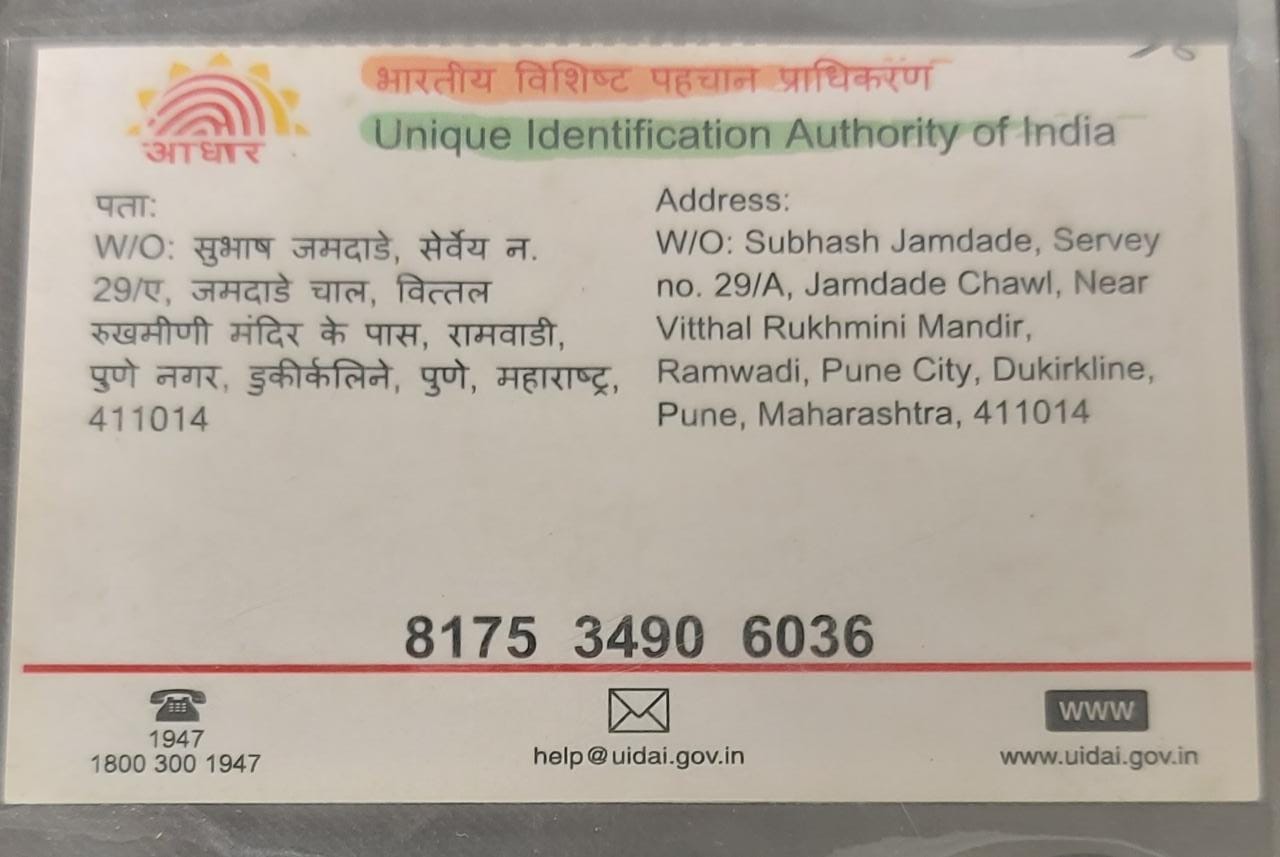 भारतीय विशिष्ट पहचान प्राधिकरण
Unique Identification Authority of India
आधार
पता:
W/O: सुभाष जमदाडे, सेर्वेय न.
29/ए, जमदाडे चाल, वित्तल
रुखमीणी मंदिर के पास, रामवाडी,
पुणे नगर, डुकीर्कलिने, पुणे, महाराष्ट्र,
411014
Address:
W/O: Subhash Jamdade, Servey
no. 29/A, Jamdade Chawl, Near
Vitthal Rukhmini Mandir,
Ramwadi, Pune City, Dukirkline,
Pune, Maharashtra, 411014
8175 3490 6036
1947
1800 300 1947
help@uidai.gov.in
WWW
www.uidai.gov.in